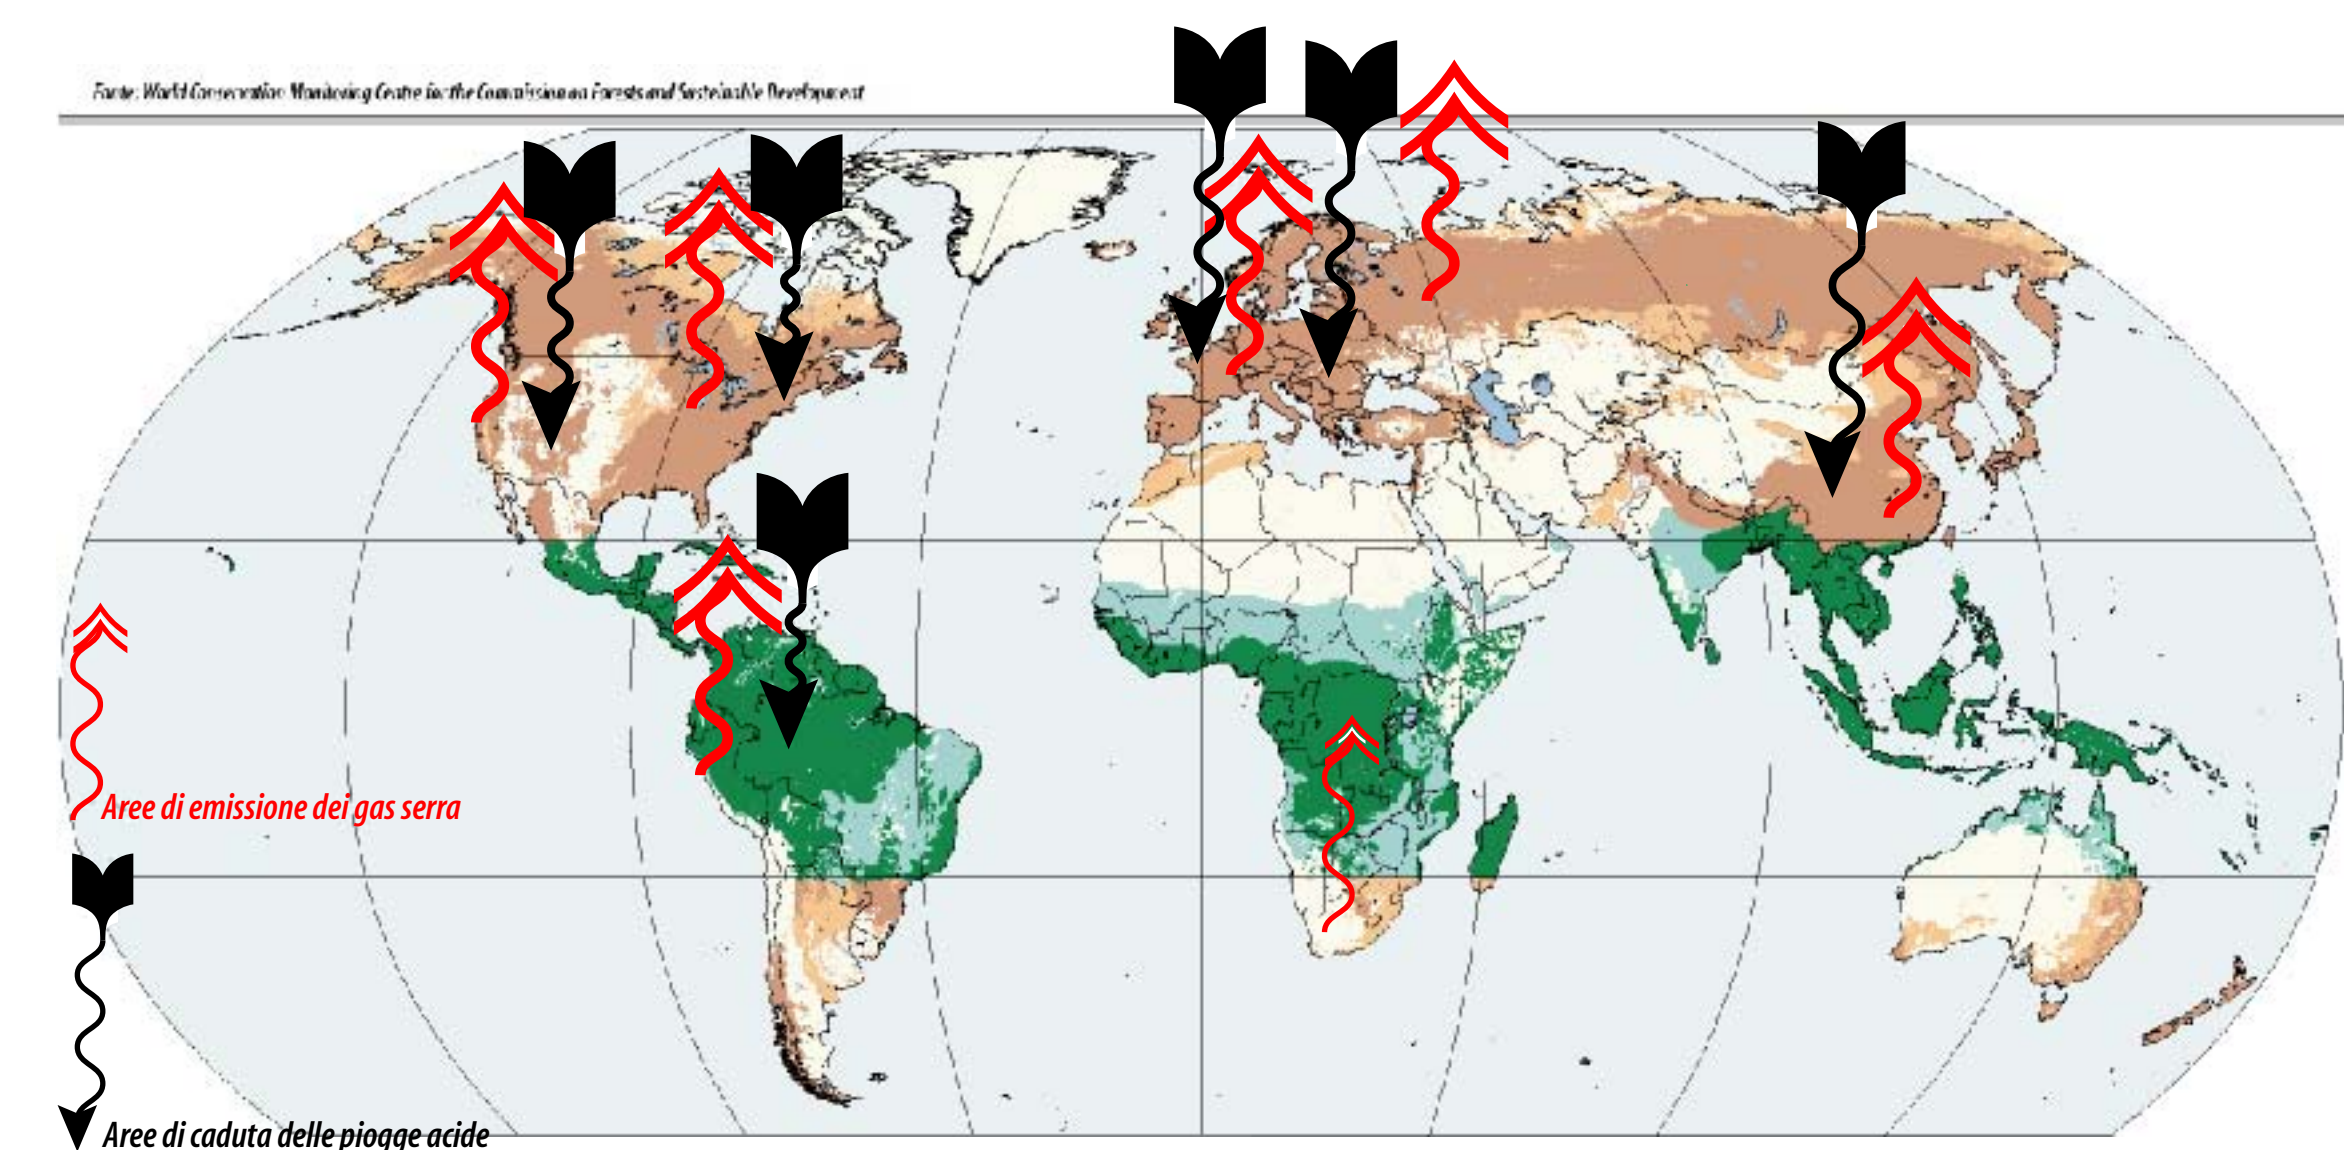 Fonte: World Conservation Monitoring Centre for the Commission on Forests and Sustainable Development
Aree di emissione dei gas serra
Aree di caduta delle piogge acide